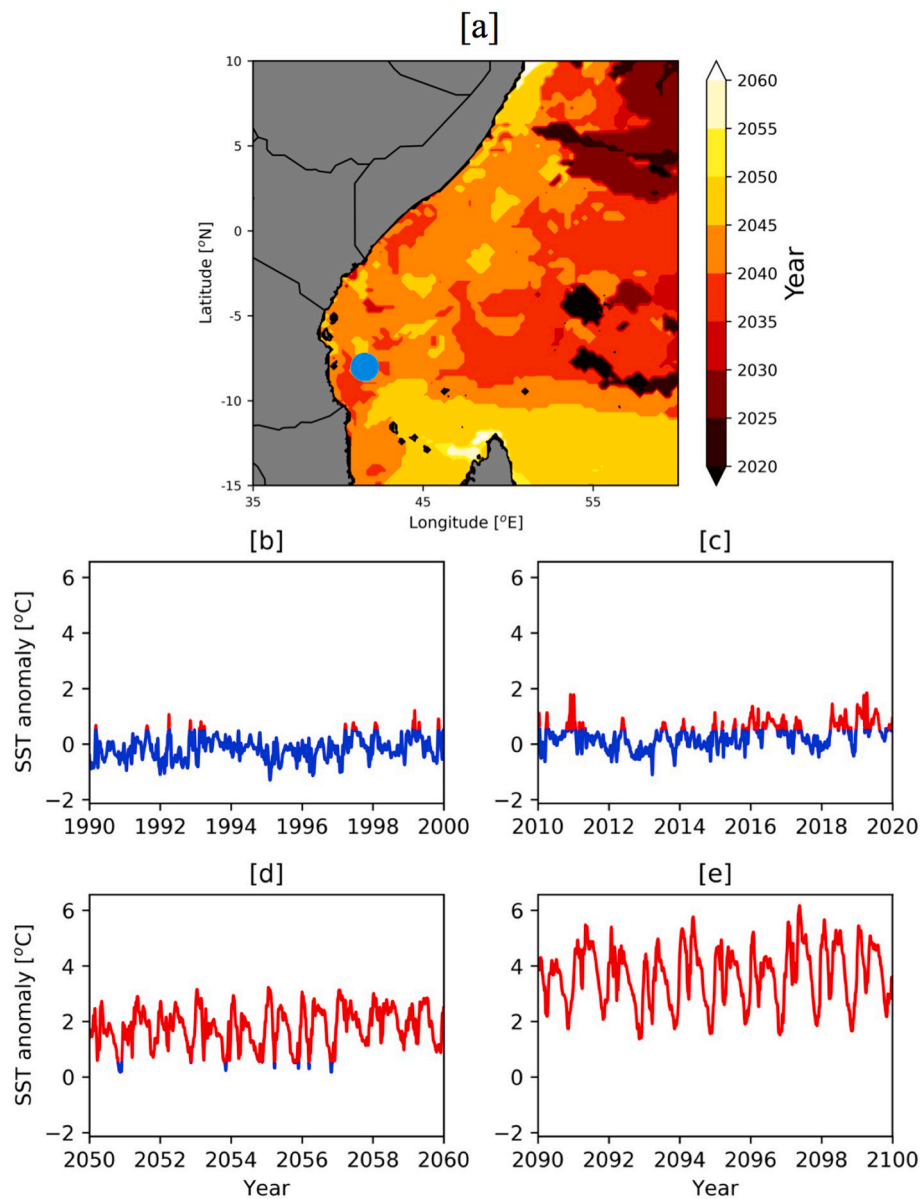 [a]
10
5
0
-5
-10
-15
Latitude [°N]
35 45 55
Longitude [°E]
2060
2055
2050
2045
2040
2035
2030
2025
2020
Year
[b]
6
4
2
0
−2
SST anomaly [°C]
1990 1992 1994 1996 1998 2000
[c]
6
4
2
0
−2
2010 2012 2014 2016 2018 2020
[d]
6
4
2
0
−2
SST anomaly [°C]
2050 2052 2054 2056 2058 2060
Year
[e]
6
4
2
0
−2
2090 2092 2094 2096 2098 2100
Year